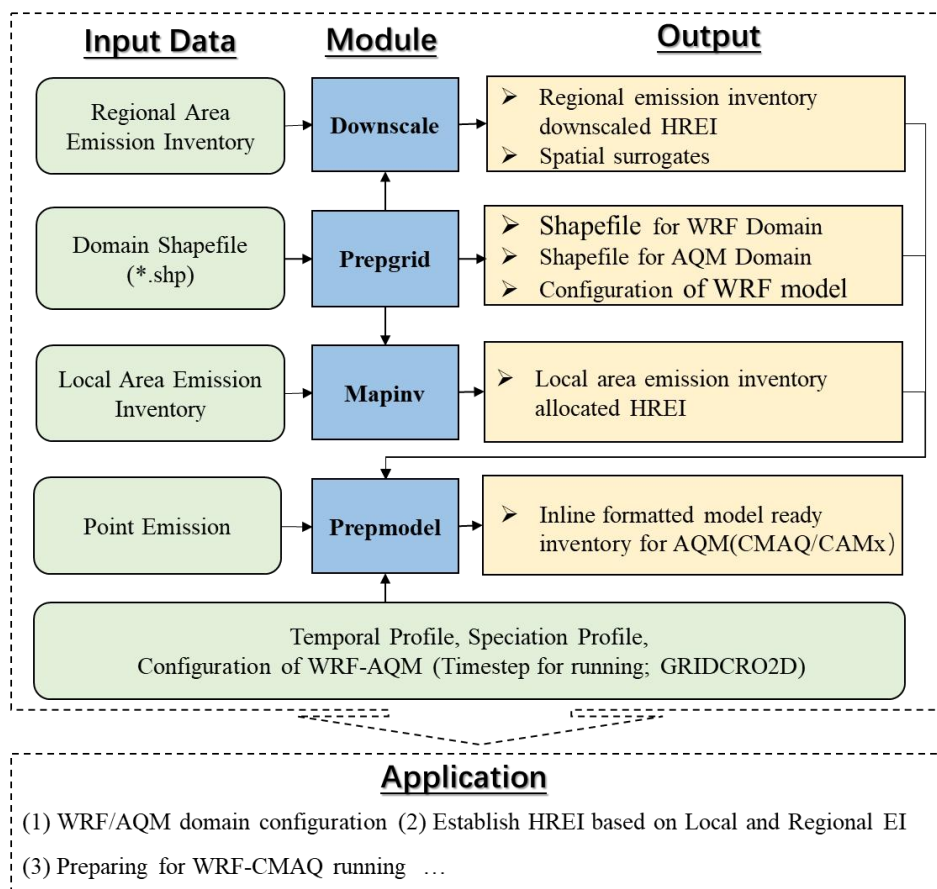 Input Data
Module
Output
Regional Area
Emission Inventory
Downscale
➢ Regional emission inventory
downscaled HREI
➢ Spatial surrogates
Domain Shapefile
(*.shp)
Prepgrid
➢ Shapefile for WRF Domain
➢ Shapefile for AQM Domain
➢ Configuration of WRF model
Local Area Emission
Inventory
Mapinv
➢ Local area emission inventory
allocated HREI
Point Emission
Prepmodel
➢ Inline formatted model ready
inventory for AQM(CMAQ/CAMx)
Temporal Profile, Speciation Profile,
Configuration of WRF-AQM (Timestep for running; GRIDCRO2D)
Application
(1) WRF/AQM domain configuration (2) Establish HREI based on Local and Regional EI
(3) Preparing for WRF-CMAQ running …